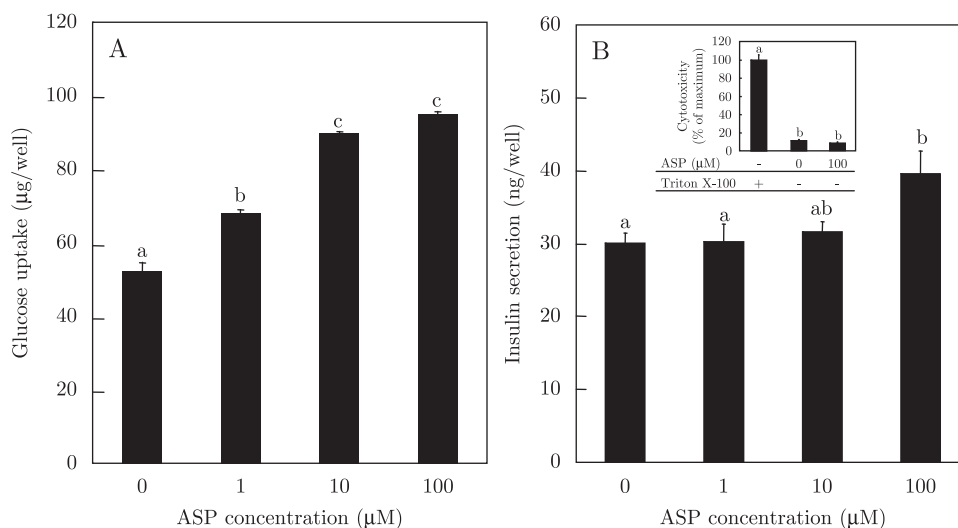 A
Glucose uptake (µg/well)
120
100
80
60
40
20
0
a
b
c
c
0 1 10 100
ASP concentration (µM)
B
Insulin secretion (ng/well)
60
50
40
30
20
10
0
a
a
ab
b
0 1 10 100
ASP concentration (µM)
Cytotoxicity
(% of maximum)
120
100
80
60
40
20
0
a
b
b
ASP (µM) - 0 100
Triton X-100 + - -